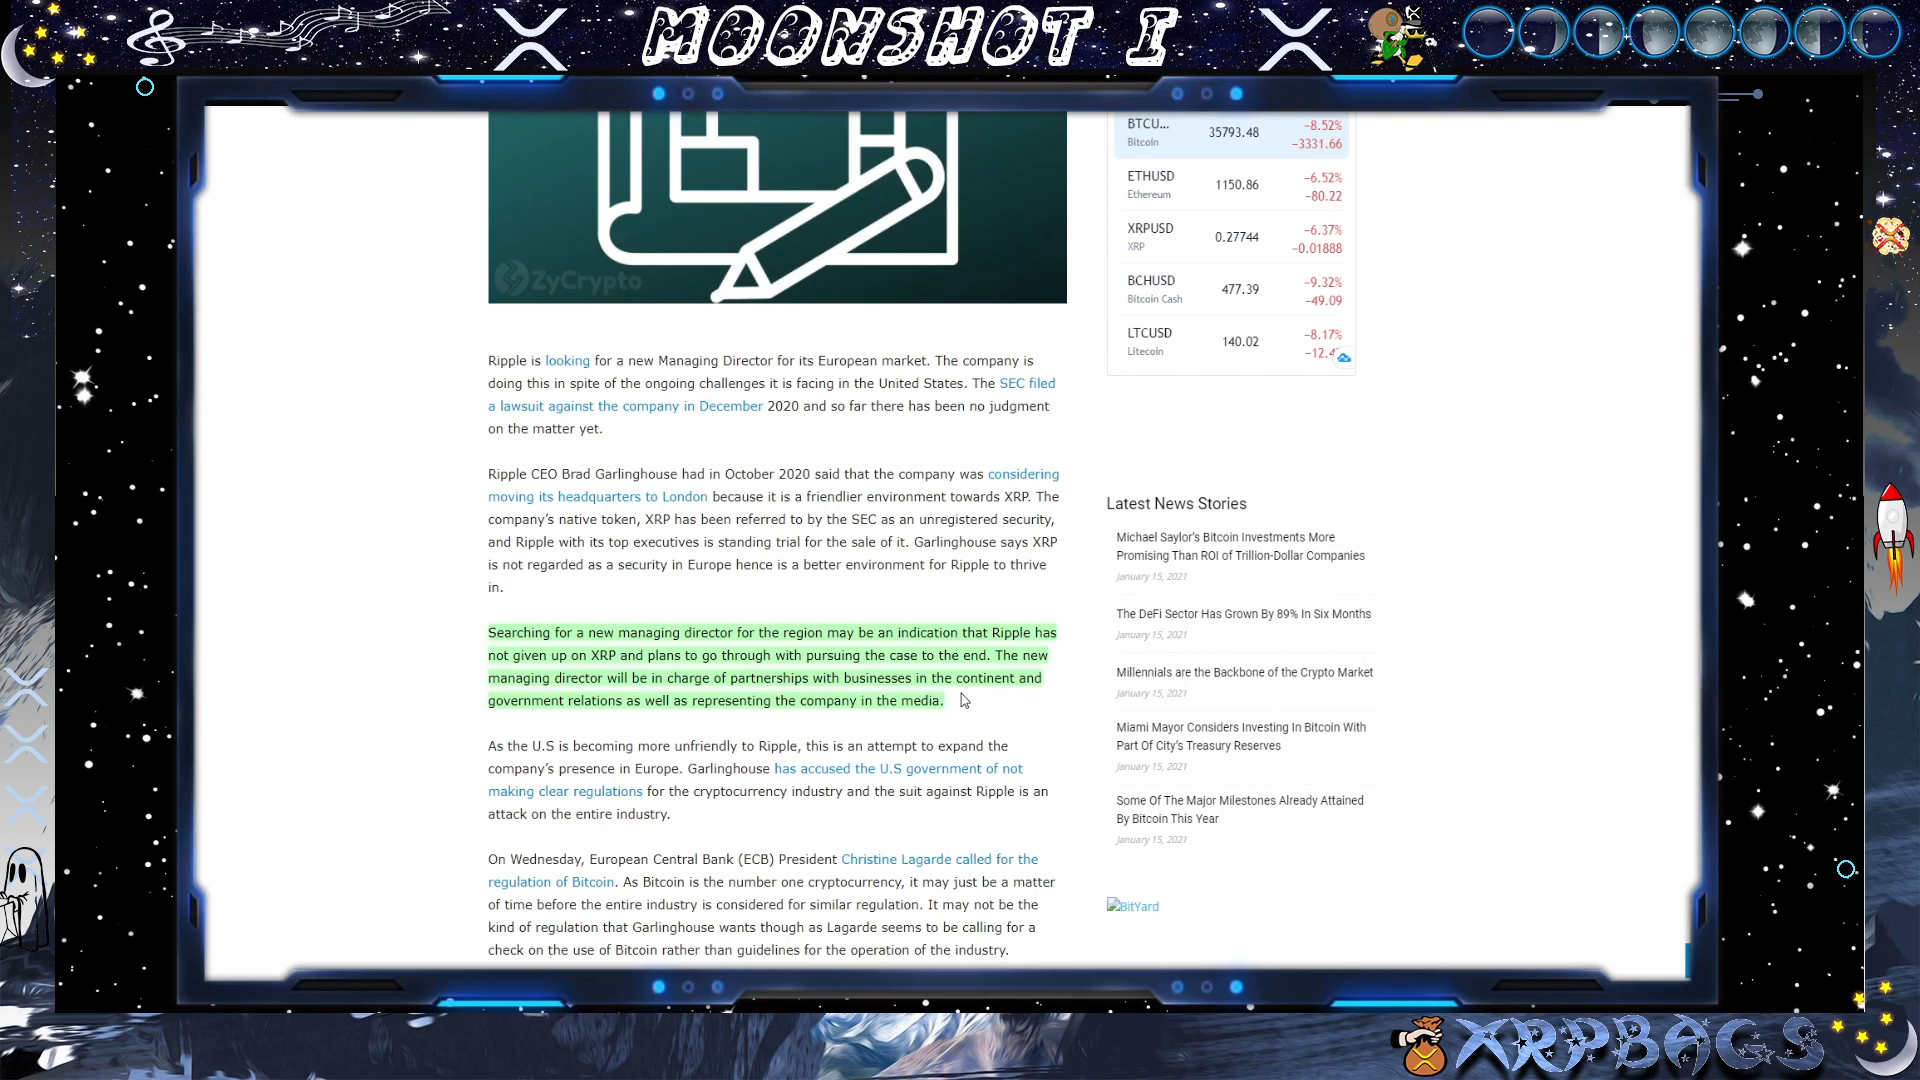 MOONSHOT I
ZyCrypto
Ripple is looking for a new Managing Director for its European market. The company is
doing this in spite of the ongoing challenges it is facing in the United States. The SEC filed
a lawsuit against the company in December 2020 and so far there has been no judgment
on the matter yet.
Ripple CEO Brad Garlinghouse had in October 2020 said that the company was considering
moving its headquarters to London because it is a friendlier environment towards XRP. The
company’s native token, XRP has been referred to by the SEC as an unregistered security,
and Ripple with its top executives is standing trial for the sale of it. Garlinghouse says XRP
is not regarded as a security in Europe hence is a better environment for Ripple to thrive
in.
Searching for a new managing director for the region may be an indication that Ripple has
not given up on XRP and plans to go through with pursuing the case to the end. The new
managing director will be in charge of partnerships with businesses in the continent and
government relations as well as representing the company in the media.
As the U.S is becoming more unfriendly to Ripple, this is an attempt to expand the
company’s presence in Europe. Garlinghouse has accused the U.S government of not
making clear regulations for the cryptocurrency industry and the suit against Ripple is an
attack on the entire industry.
On Wednesday, European Central Bank (ECB) President Christine Lagarde called for the
regulation of Bitcoin. As Bitcoin is the number one cryptocurrency, it may just be a matter
of time before the entire industry is considered for similar regulation. It may not be the
kind of regulation that Garlinghouse wants though as Lagarde seems to be calling for a
check on the use of Bitcoin rather than guidelines for the operation of the industry.
BTCU... 35793.48 −8.52%
Bitcoin −3331.66
ETHUSD 1150.86 −6.52%
Ethereum −80.22
XRPUSD 0.27744 −6.37%
XRP −0.01888
BCHUSD 477.39 −9.32%
Bitcoin Cash −49.09
LTCUSD 140.02 −8.17%
Litecoin
Latest News Stories
Michael Saylor’s Bitcoin Investments More
Promising Than ROI of Trillion-Dollar Companies
January 15, 2021
The DeFi Sector Has Grown By 89% In Six Months
January 15, 2021
Millennials are the Backbone of the Crypto Market
January 15, 2021
Miami Mayor Considers Investing In Bitcoin With
Part Of City’s Treasury Reserves
January 15, 2021
Some Of The Major Milestones Already Attained
By Bitcoin This Year
January 15, 2021
BitYard
XRPBAGS